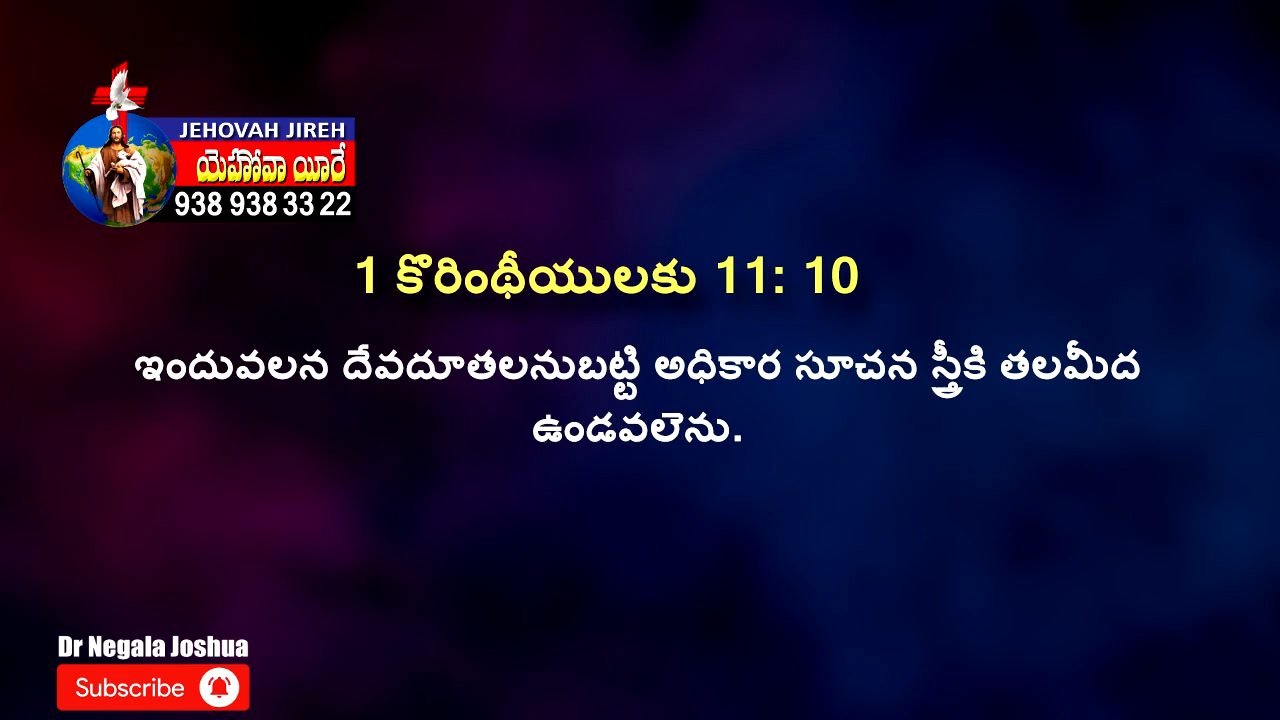 JEHOVAH JIREH
యెహోవా యీరే
938 938 33 22
1 కొరింథీయులకు 11: 10
ఇందువలన దేవదూతలనుబట్టి అధికార సూచన స్త్రీకి తలమీద
ఉండవలెను.
Dr Negala Joshua
Subscribe